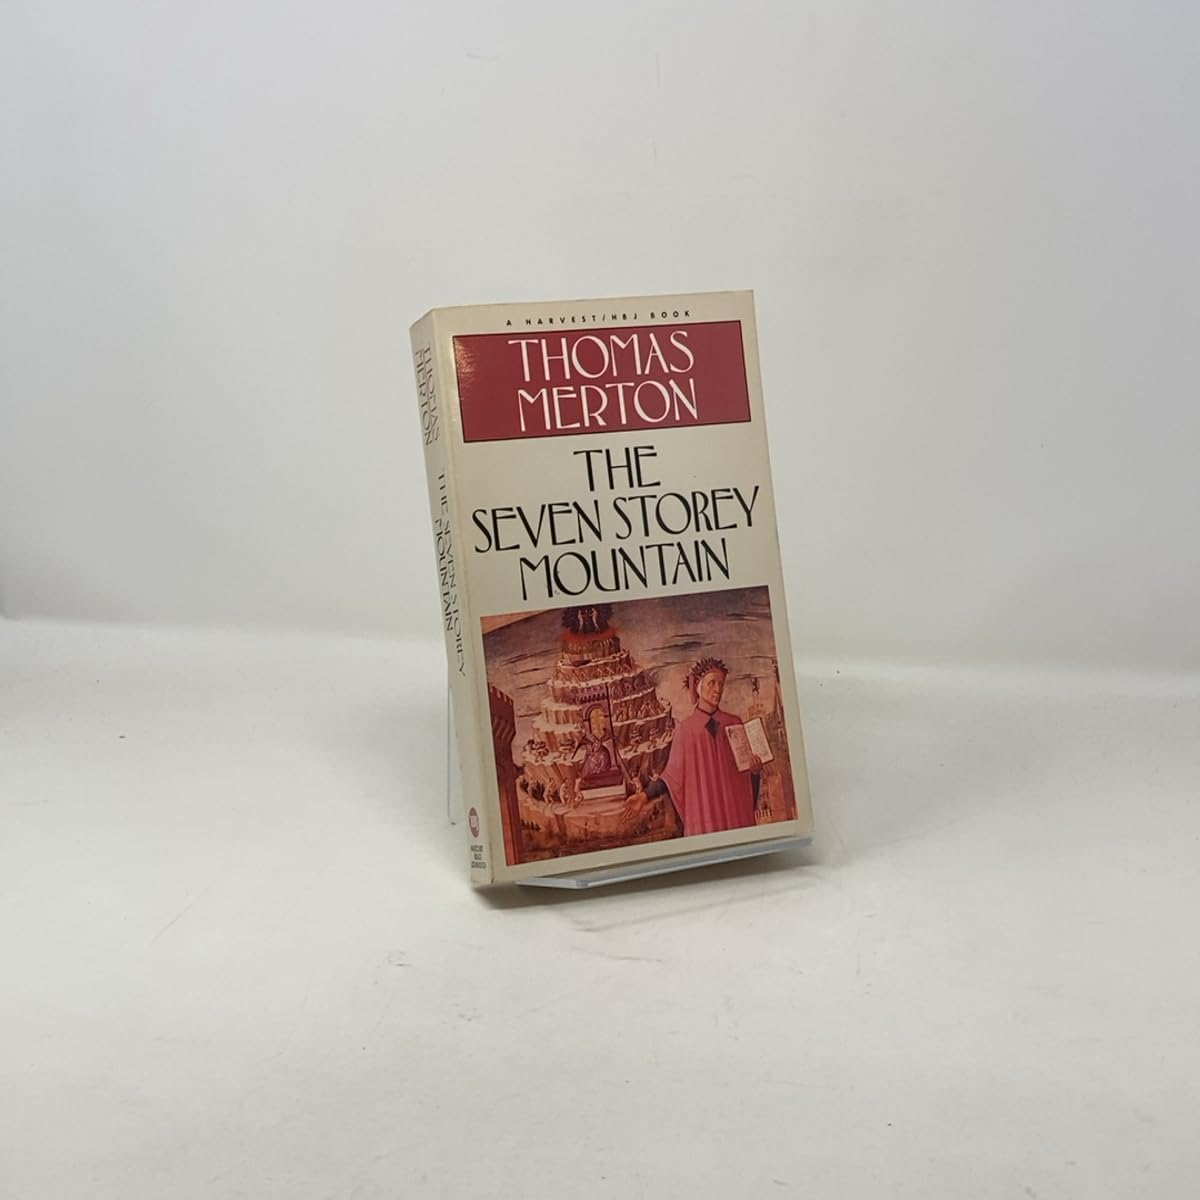 A HARVEST/HBJ BOOK
THOMAS
MERTON
THE
SEVEN STOREY
MOUNTAIN
THOMAS
MERTON
THE SEVEN STOREY
MOUNTAIN